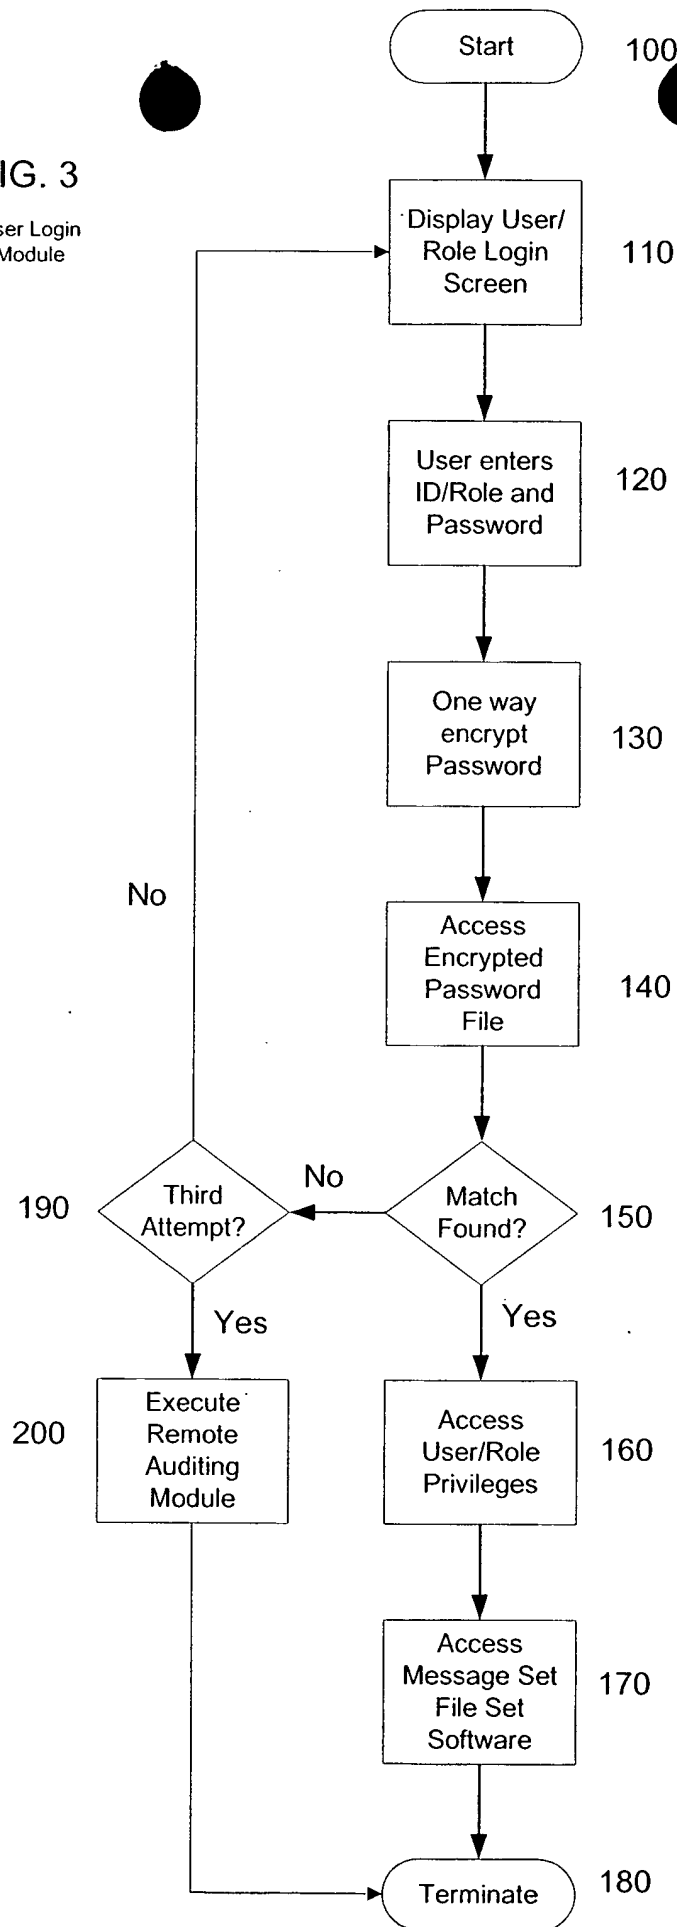 Start
100
IG. 3
ser Login
Module
Display User/
Role Login
Screen
110
User enters
ID/Role and
Password
120
One way
encrypt
Password
130
No
Access
Encrypted
Password
File
140
190
Third
Attempt?
No
Match
Found?
150
Yes
Yes
200
Execute
Remote
Auditing
Module
Access
User/Role
Privileges
160
Access
Message Set
File Set
Software
170
Terminate
180